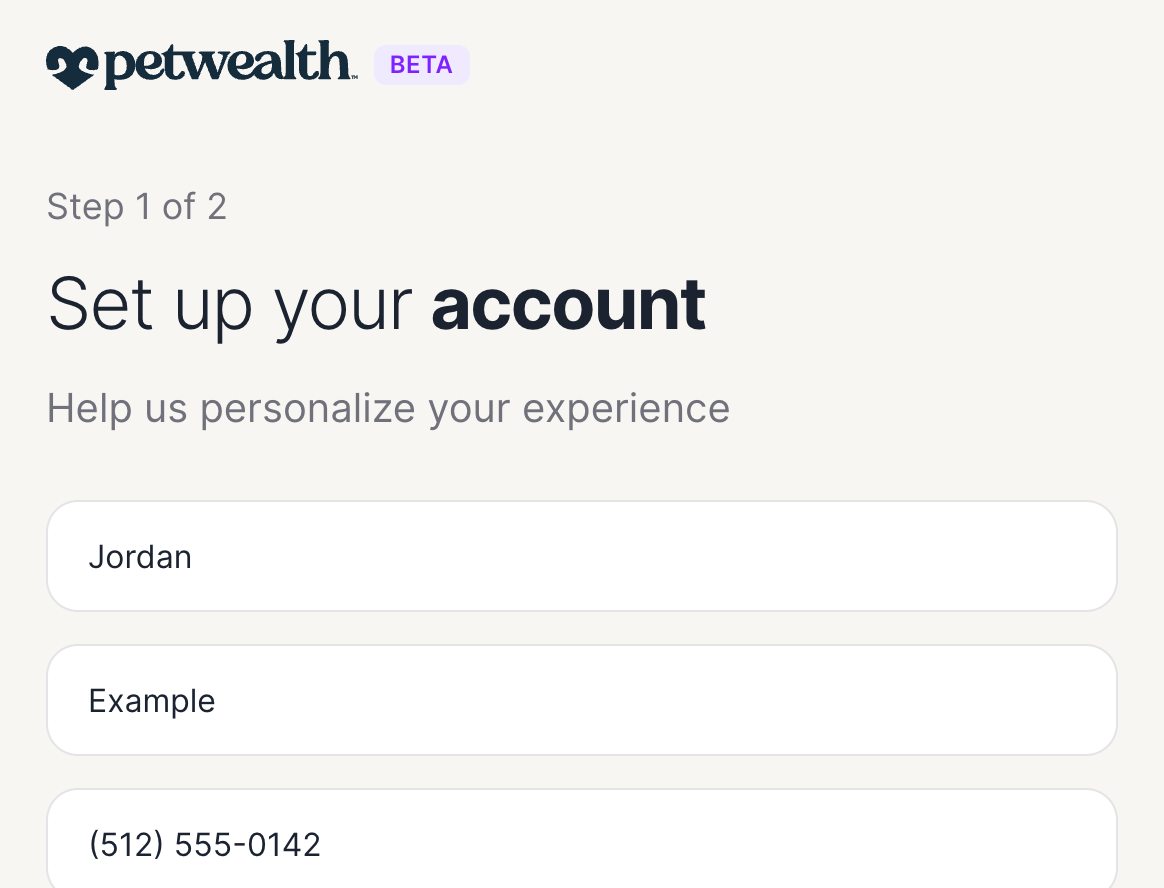 petwealth™ BETA
Step 1 of 2
Set up your account
Help us personalize your experience
Jordan
Example
(512) 555-0142